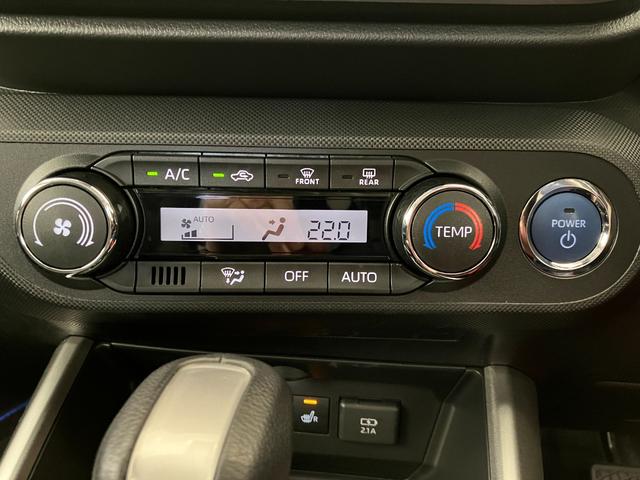 A/C
FRONT
REAR
AUTO
22.0
TEMP
POWER
OFF
AUTO
R
2.1A